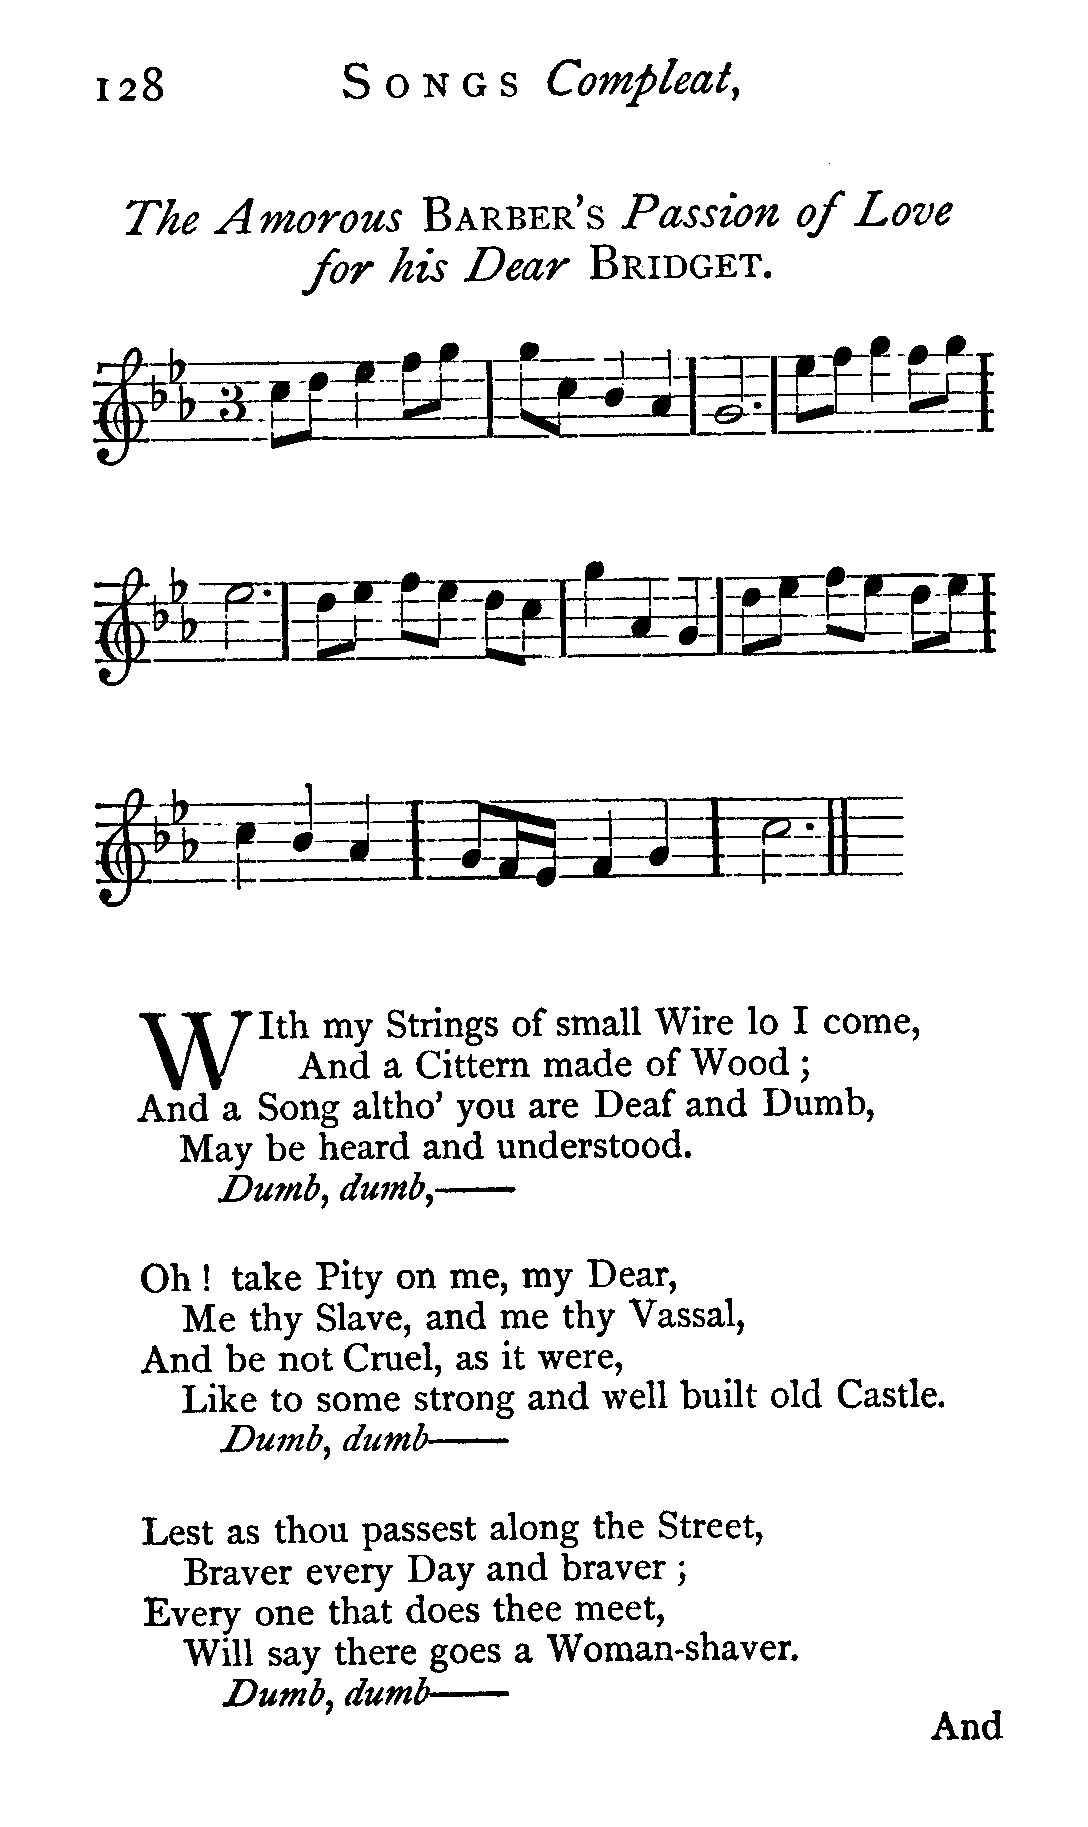 128 SONGS Compleat,
The Amorous BARBER'S Passion of Love
for his Dear BRIDGET.
3
WIth my Strings of small Wire lo I come,
And a Cittern made of Wood ;
And a Song altho' you are Deaf and Dumb,
May be heard and understood.
Dumb, dumb,——
Oh ! take Pity on me, my Dear,
Me thy Slave, and me thy Vassal,
And be not Cruel, as it were,
Like to some strong and well built old Castle.
Dumb, dumb——
Lest as thou passest along the Street,
Braver every Day and braver ;
Every one that does thee meet,
Will say there goes a Woman-shaver.
Dumb, dumb——
And